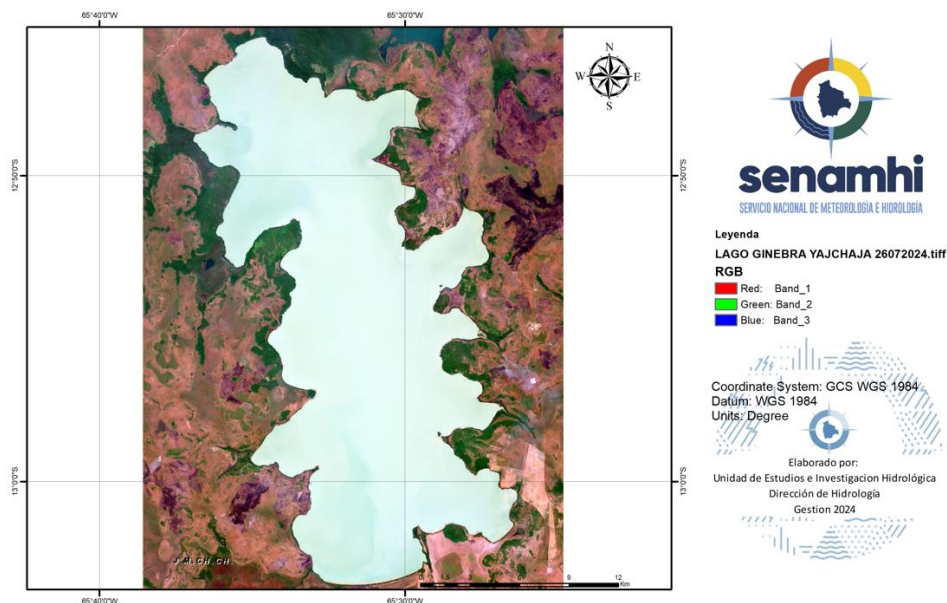 65°40'0"W 65°30'0"W
N
W E
S
12°50'0"S
12°50'0"S
13°0'0"S
13°0'0"S
J.M.CH.CH.
9 12
Km
65°40'0"W 65°30'0"W
senamhi
SERVICIO NACIONAL DE METEOROLOGÍA E HIDROLOGÍA
Leyenda
LAGO GINEBRA YAJCHAJA 26072024.tiff
RGB
Red: Band_1
Green: Band_2
Blue: Band_3
Coordinate System: GCS WGS 1984
Datum: WGS 1984
Units: Degree
Elaborado por:
Unidad de Estudios e Investigacion Hidrológica
Dirección de Hidrología
Gestion 2024